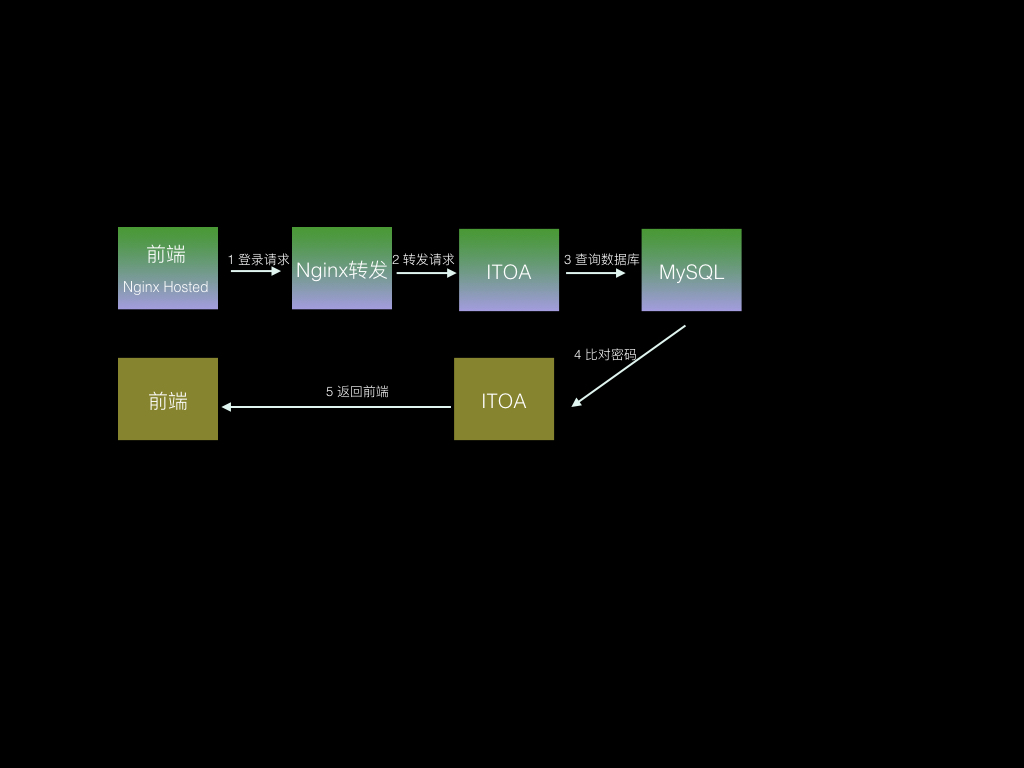 前端
Nginx Hosted
1 登录请求
Nginx转发
2 转发请求
ITOA
3 查询数据库
MySQL
4 比对密码
前端
5 返回前端
ITOA